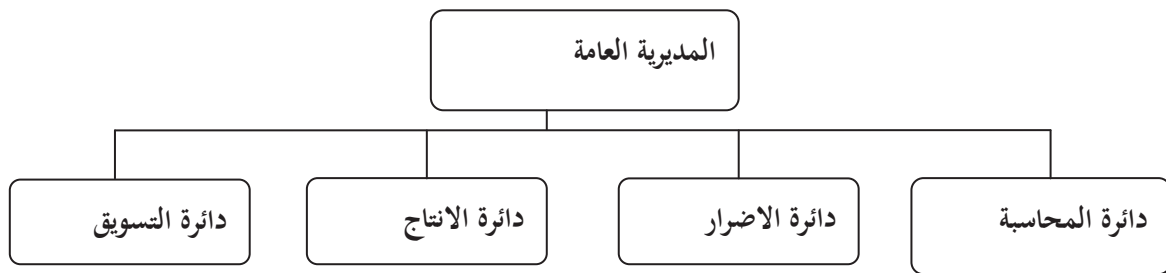 المديرية العامة
دائرة المحاسبة
دائرة الاضرار
دائرة الانتاج
دائرة التسويق